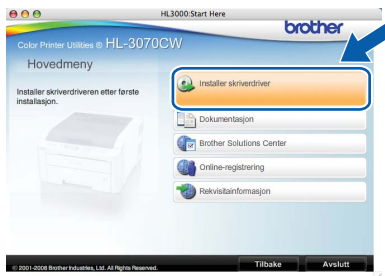 HL3000:Start Here
brother
Color Printer Utilities ® HL-3070CW
Hovedmeny
Installer skriverdriveren etter første
installasjon.
Installer skriverdriver
Dokumentasjon
Brother Solutions Center
Online-registrering
Rekvisitainformasjon
© 2001-2008 Brother Industries, Ltd. All Rights Reserved.
Tilbake
Avslutt